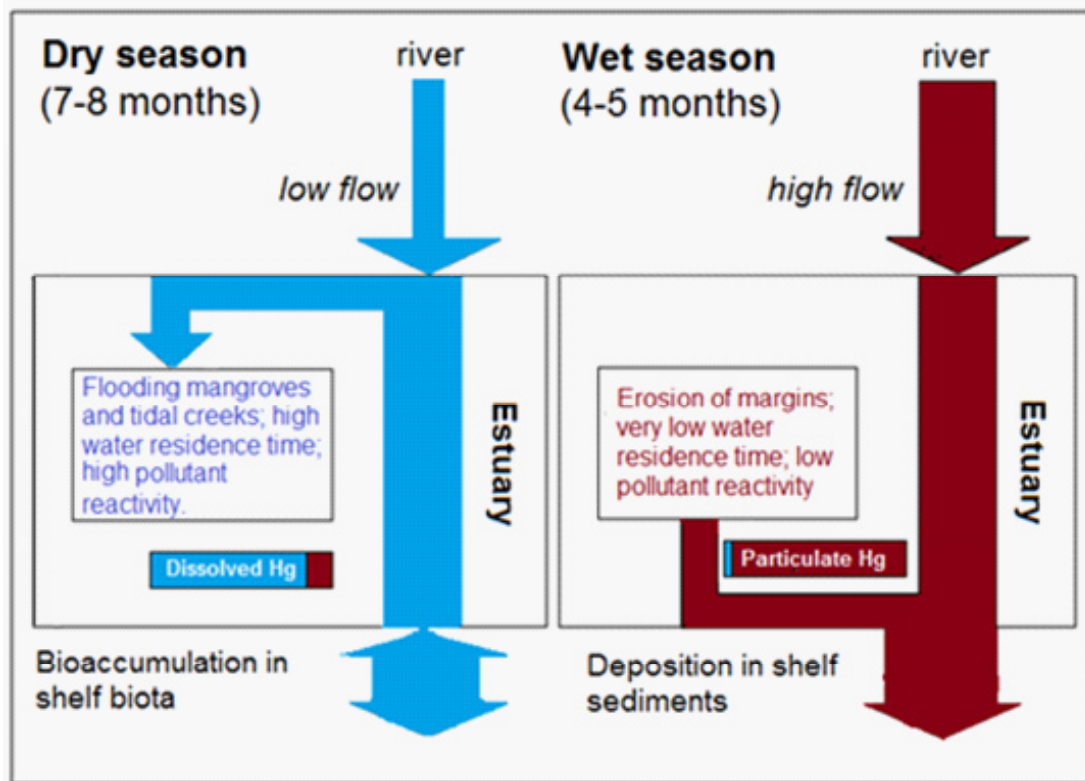 Dry season
(7-8 months)
river
low flow
Flooding mangroves
and tidal creeks; high
water residence time;
high pollutant
reactivity.
Dissolved Hg
Estuary
Bioaccumulation in
shelf biota
Wet season
(4-5 months)
river
high flow
Erosion of margins;
very low water
residence time; low
pollutant reactivity
Particulate Hg
Estuary
Deposition in shelf
sediments